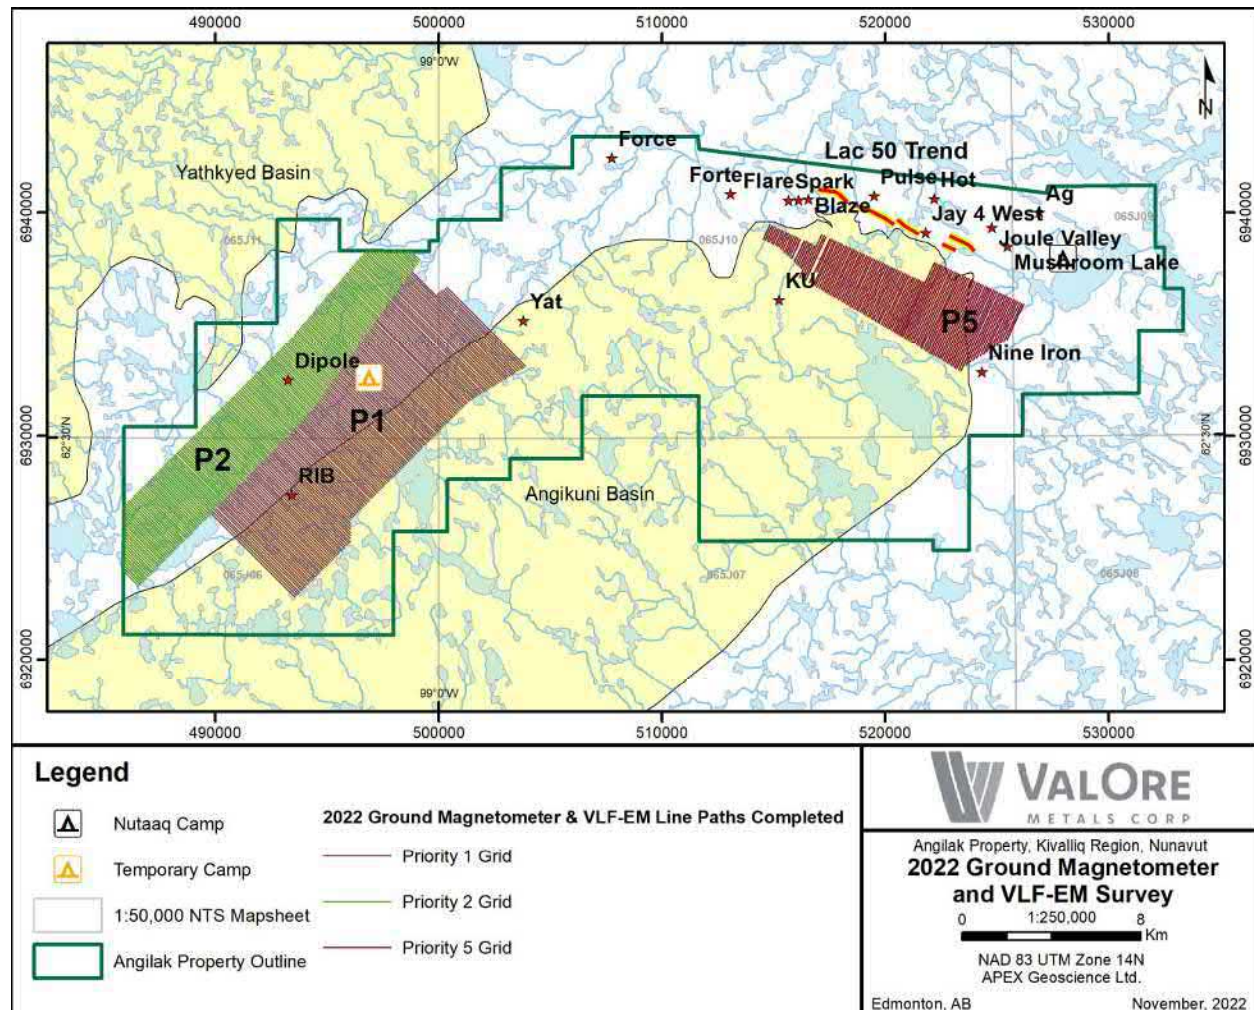 490000 500000 510000 520000 530000
99°0'W
N
Force
Lac 50 Trend
Yathkyed Basin
Forte Flare Spark Pulse Hot Ag
Blaze
Jay 4 West
6940000 065J11 065J10 065J09 6940000
Joule Valley
Mushroom Lake
KU
Yat
P5
Dipole
Nine Iron
P1
6930000 62°30'N 62°30'N 6930000
P2
RIB
Angikuni Basin
065J06 065J07 065J08
6920000 6920000
99°0'W
490000 500000 510000 520000 530000
Legend
Nutaaq Camp
Temporary Camp
1:50,000 NTS Mapsheet
Angilak Property Outline
2022 Ground Magnetometer & VLF-EM Line Paths Completed
Priority 1 Grid
Priority 2 Grid
Priority 5 Grid
VALORE
METALS CORP
Angilak Property, Kivalliq Region, Nunavut
2022 Ground Magnetometer
and VLF-EM Survey
0 1:250,000 8
Km
NAD 83 UTM Zone 14N
APEX Geoscience Ltd.
Edmonton, AB November, 2022